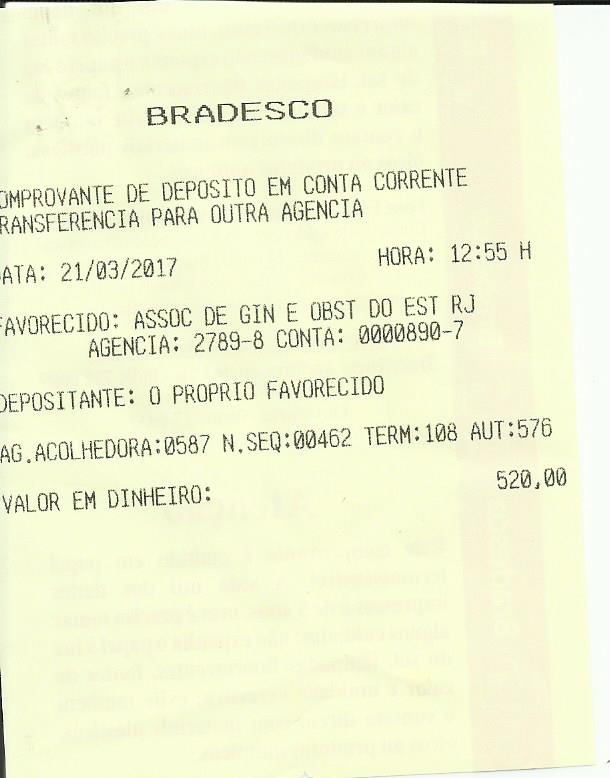 BRADESCO
OMPROVANTE DE DEPOSITO EM CONTA CORRENTE
RANSFERENCIA PARA OUTRA AGENCIA
ATA: 21/03/2017 HORA: 12:55 H
FAVORECIDO: ASSOC DE GIN E OBST DO EST RJ
AGENCIA: 2789-8 CONTA: 0000890-7
DEPOSITANTE: O PROPRIO FAVORECIDO
AG.ACOLHEDORA:0587 N.SEQ:00462 TERM:108 AUT:576
VALOR EM DINHEIRO: 520,00